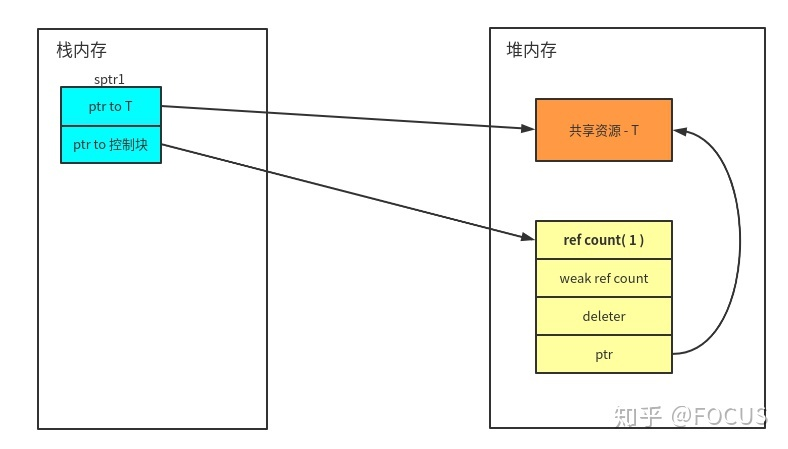 栈内存
sptr1
ptr to T
ptr to 控制块
堆内存
共享资源 - T
ref count( 1 )
weak ref count
deleter
ptr
知乎 @FOCUS